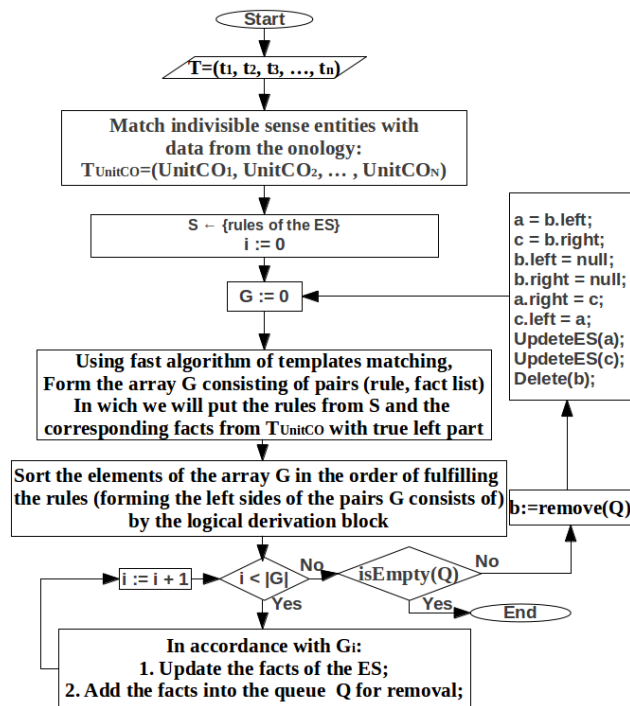 Start
T=(t1, t2, t3, …, tn)
Match indivisible sense entities with
data from the onology:
TUnitCO=(UnitCO1, UnitCO2, … , UnitCON)
S ← {rules of the ES}
i := 0
G := 0
Using fast algorithm of templates matching,
Form the array G consisting of pairs (rule, fact list)
In wich we will put the rules from S and the
corresponding facts from TUnitCO with true left part
Sort the elements of the array G in the order of fulfilling
the rules (forming the left sides of the pairs G consists of)
by the logical derivation block
i := i + 1
i < |G|
No
Yes
isEmpty(Q)
No
Yes
End
In accordance with Gi:
1. Update the facts of the ES;
2. Add the facts into the queue Q for removal;
b:=remove(Q)
a = b.left;
c = b.right;
b.left = null;
b.right = null;
a.right = c;
c.left = a;
UpdeteES(a);
UpdeteES(c);
Delete(b);